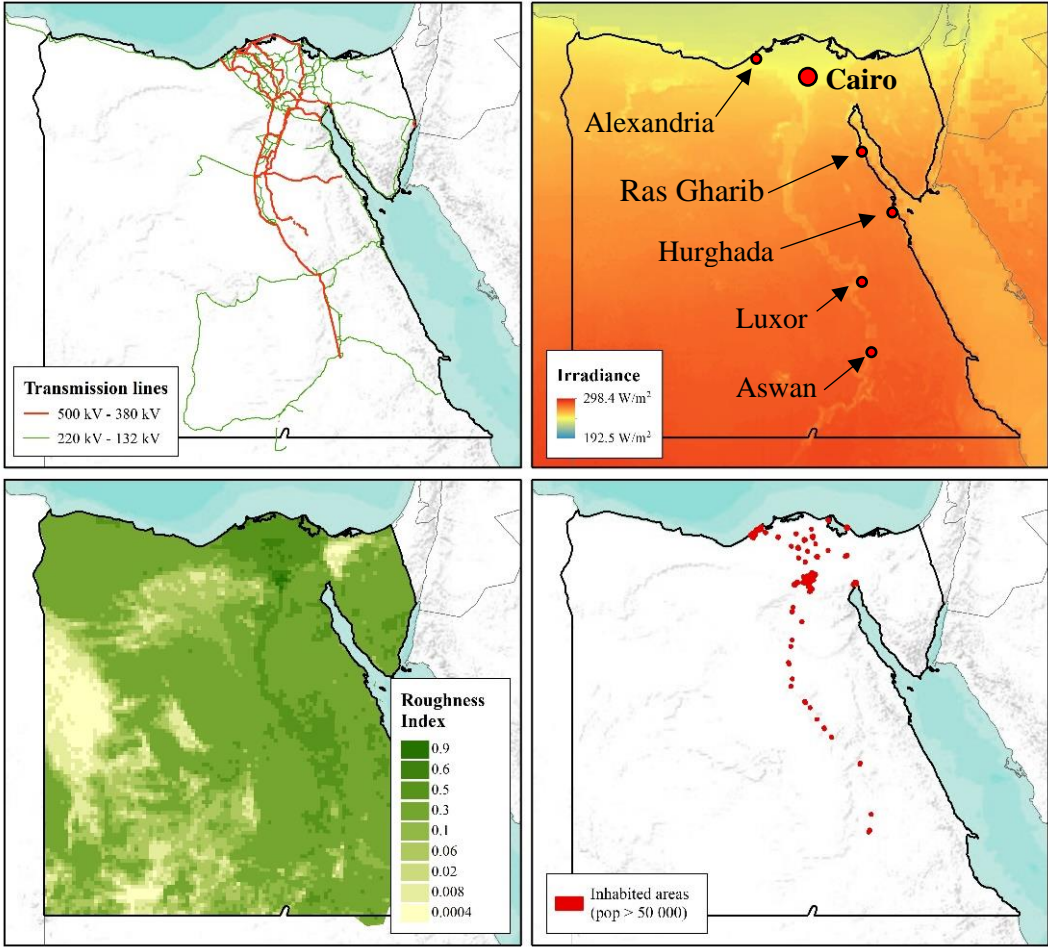 Transmission lines
500 kV - 380 kV
220 kV - 132 kV
Cairo
Alexandria
Ras Gharib
Hurghada
Luxor
Aswan
Irradiance
298.4 W/m²
192.5 W/m²
Roughness
Index
0.9
0.6
0.5
0.3
0.1
0.06
0.02
0.008
0.0004
Inhabited areas
(pop > 50 000)